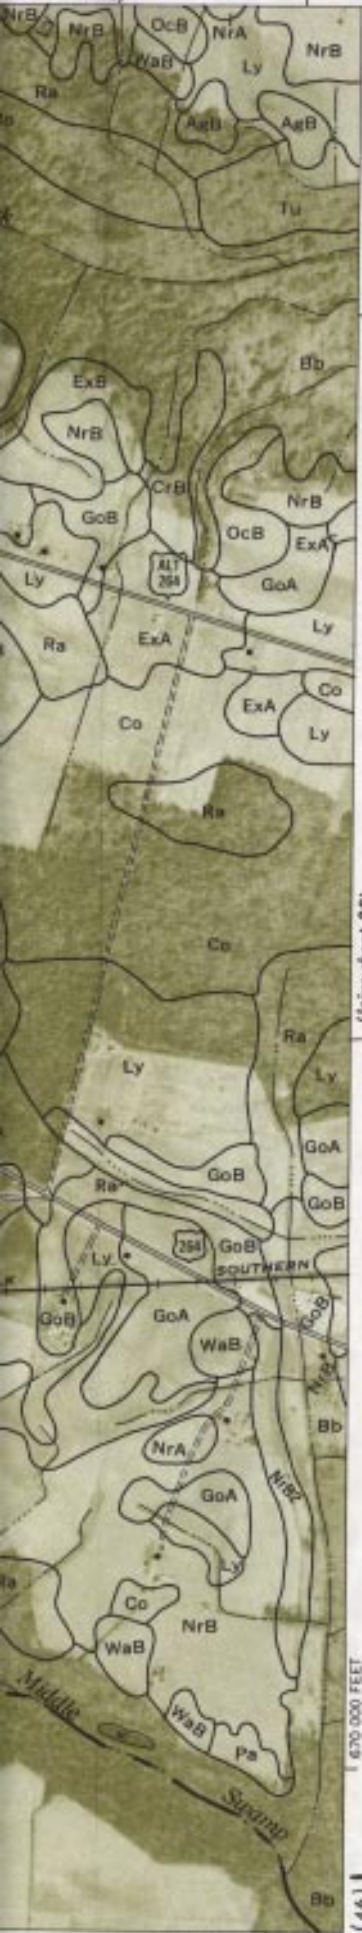 NrB NrB OcB NrA NrB
WaB Ly
Ra
AgB AgB
Tu
Bb
ExB
NrB
CrB NrB
GoB OcB ExA
ALT
264
Ly GoA
Ly
Ra ExA
Co
ExA
Co Ly
Ra
Co
Ra
Ly Ly
GoA
GoB
Ra GoB
264 GoB
Ly SOUTHERN
GoB GoA GoB
WaB
NrB
Bb
NrA
GoA NrB2
Ly
Co
NrB
WaB
Middle
WaB
Pa
Swamp
Bb
670 000 FEET